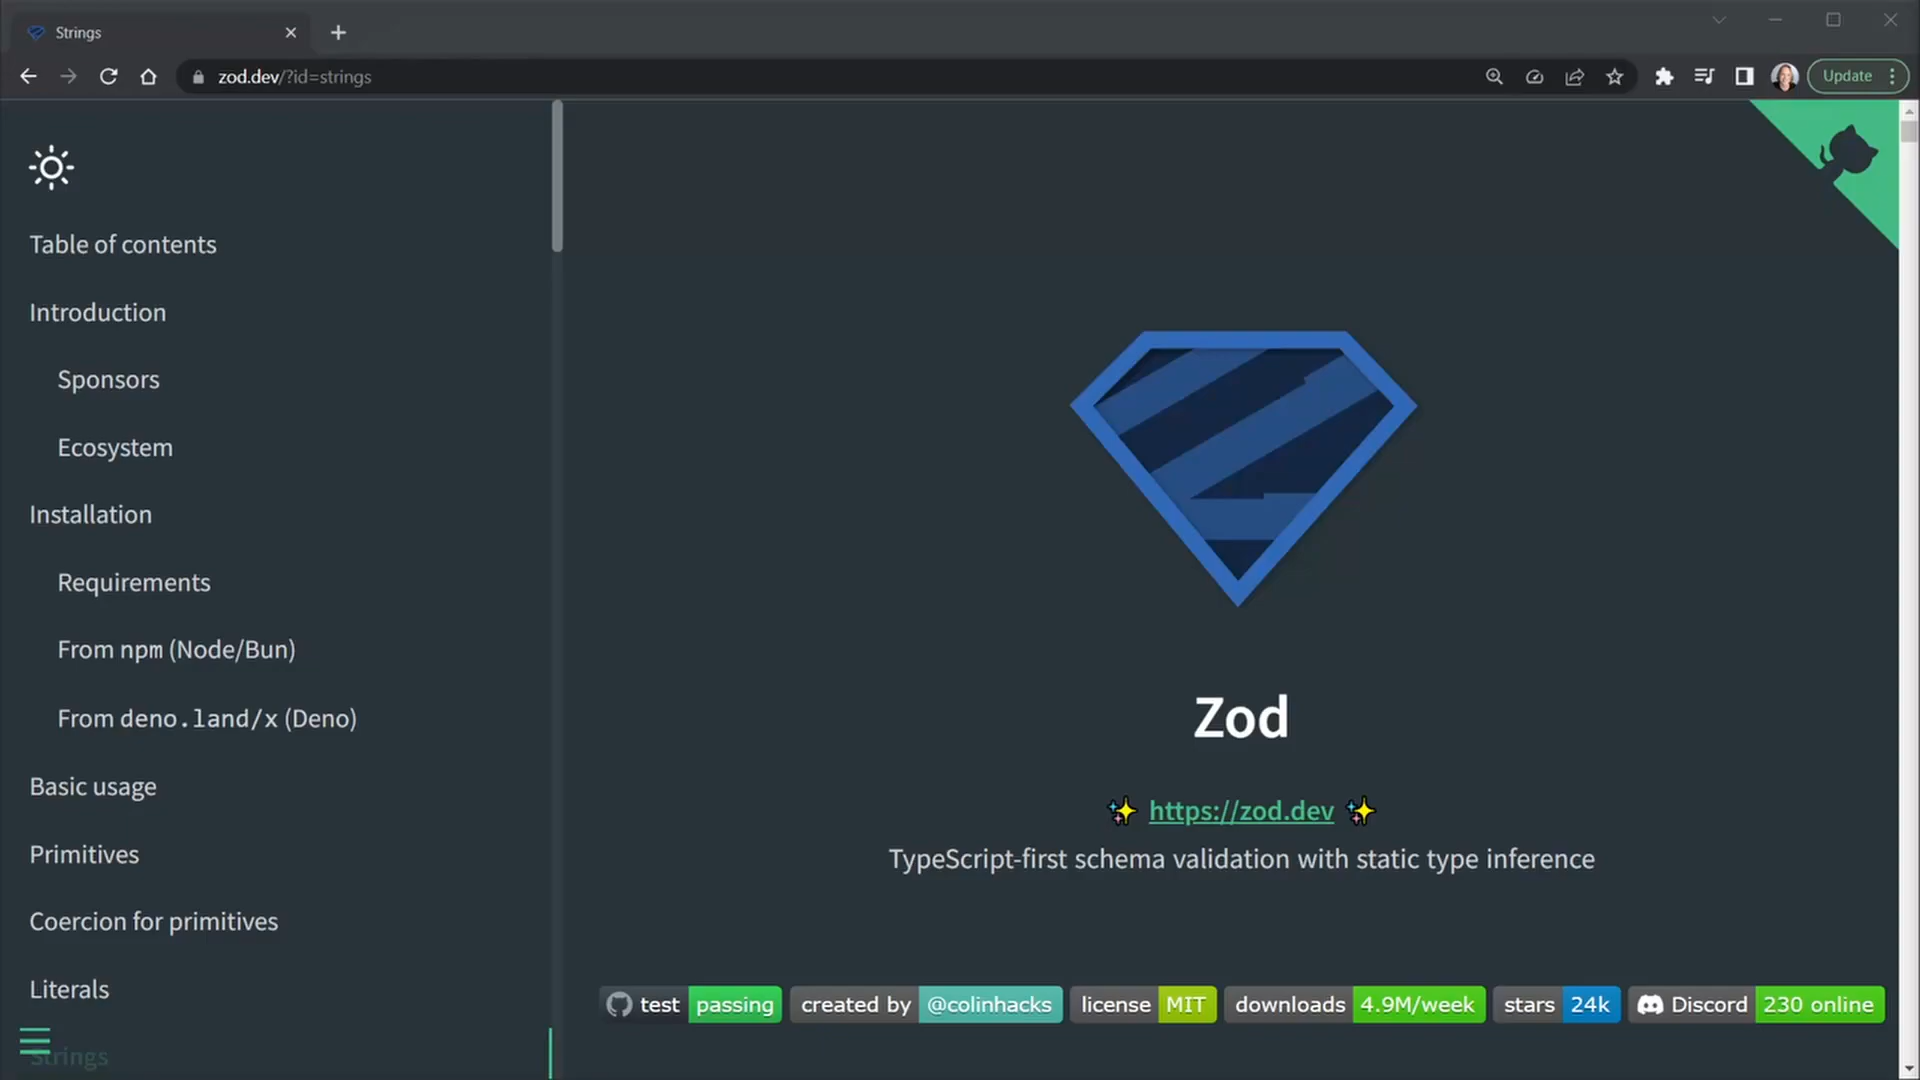 Strings
zod.dev/?id=strings
Update
Table of contents
Introduction
Sponsors
Ecosystem
Installation
Requirements
From npm (Node/Bun)
From deno.land/x (Deno)
Basic usage
Primitives
Coercion for primitives
Literals
Strings
Zod
✨ https://zod.dev ✨
TypeScript-first schema validation with static type inference
test passing created by @colinhacks license MIT downloads 4.9M/week stars 24k Discord 230 online